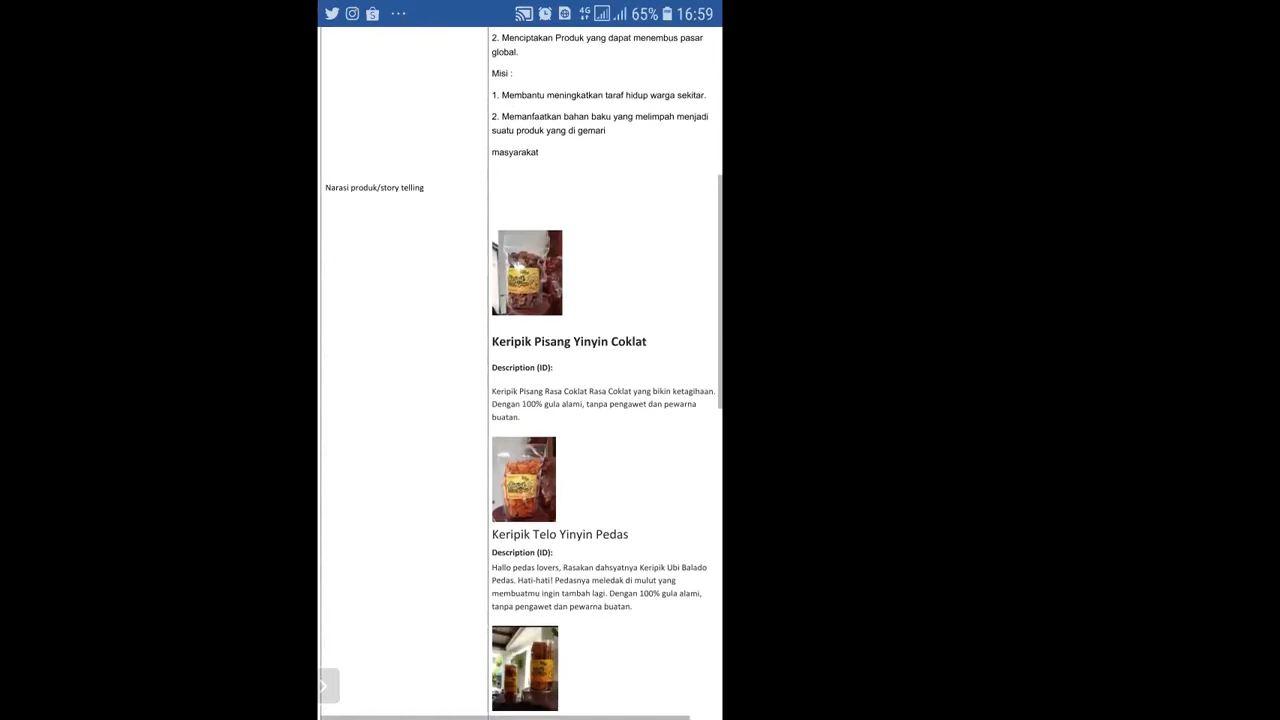 4G 65% 16:59
2. Menciptakan Produk yang dapat menembus pasar
global.
Misi :
1. Membantu meningkatkan taraf hidup warga sekitar.
2. Memanfaatkan bahan baku yang melimpah menjadi
suatu produk yang di gemari
masyarakat
Narasi produk/story telling
Keripik Pisang Yinyin Coklat
Description (ID):
Keripik Pisang Rasa Coklat Rasa Coklat yang bikin ketagihaan.
Dengan 100% gula alami, tanpa pengawet dan pewarna
buatan.
Keripik Telo Yinyin Pedas
Description (ID):
Hallo pedas lovers, Rasakan dahsyatnya Keripik Ubi Balado
Pedas. Hati-hati! Pedasnya meledak di mulut yang
membuatmu ingin tambah lagi. Dengan 100% gula alami,
tanpa pengawet dan pewarna buatan.